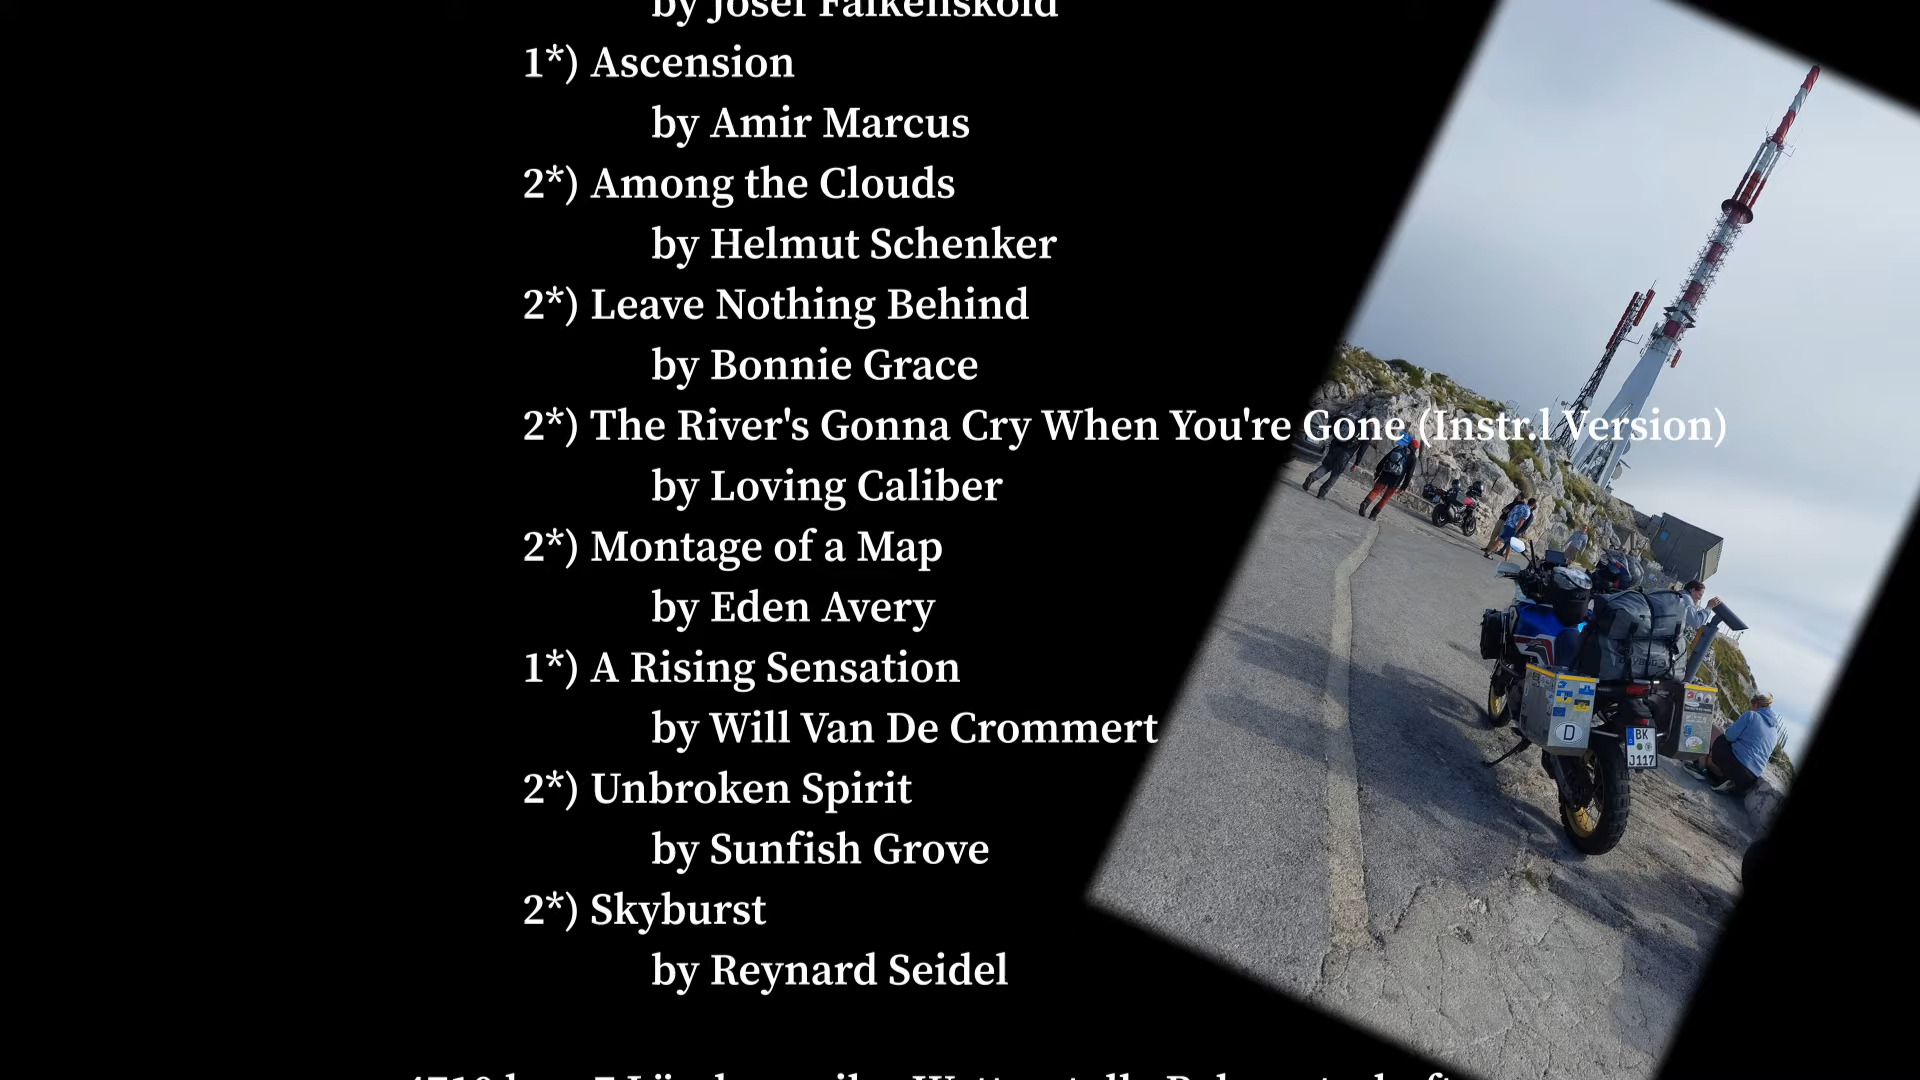 by Josef Falkensköld
1*) Ascension
by Amir Marcus
2*) Among the Clouds
by Helmut Schenker
2*) Leave Nothing Behind
by Bonnie Grace
2*) The River's Gonna Cry When You're Gone (Instr.l Version)
by Loving Caliber
2*) Montage of a Map
by Eden Avery
1*) A Rising Sensation
by Will Van De Crommert
2*) Unbroken Spirit
by Sunfish Grove
2*) Skyburst
by Reynard Seidel
D
BK
J117